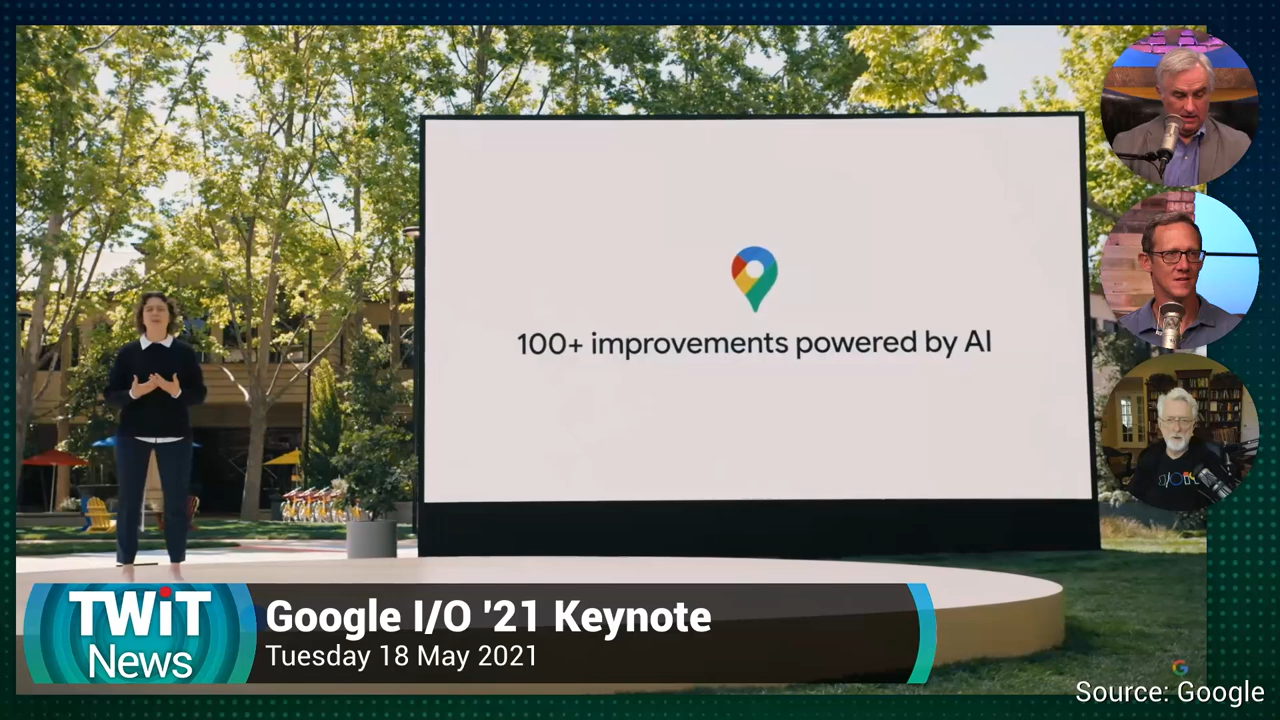 100+ improvements powered by AI
TWiT
News
Google I/O '21 Keynote
Tuesday 18 May 2021
Source: Google